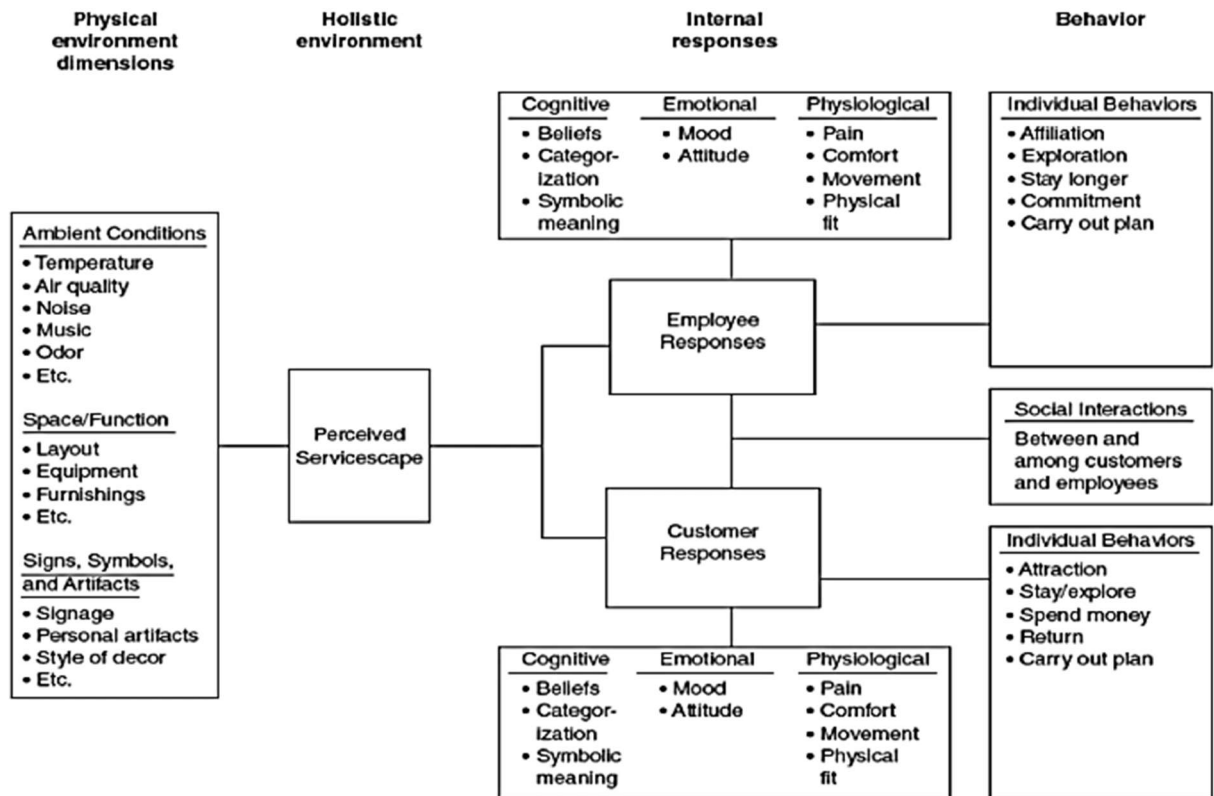 Physical
environment
dimensions
Holistic
environment
Internal
responses
Behavior
Ambient Conditions
• Temperature
• Air quality
• Noise
• Music
• Odor
• Etc.
Space/Function
• Layout
• Equipment
• Furnishings
• Etc.
Signs, Symbols,
and Artifacts
• Signage
• Personal artifacts
• Style of decor
• Etc.
Perceived
Servicescape
Cognitive
• Beliefs
• Categor-
ization
• Symbolic
meaning
Emotional
• Mood
• Attitude
Physiological
• Pain
• Comfort
• Movement
• Physical
fit
Employee
Responses
Customer
Responses
Cognitive
• Beliefs
• Categor-
ization
• Symbolic
meaning
Emotional
• Mood
• Attitude
Physiological
• Pain
• Comfort
• Movement
• Physical
fit
Individual Behaviors
• Affiliation
• Exploration
• Stay longer
• Commitment
• Carry out plan
Social Interactions
Between and
among customers
and employees
Individual Behaviors
• Attraction
• Stay/explore
• Spend money
• Return
• Carry out plan